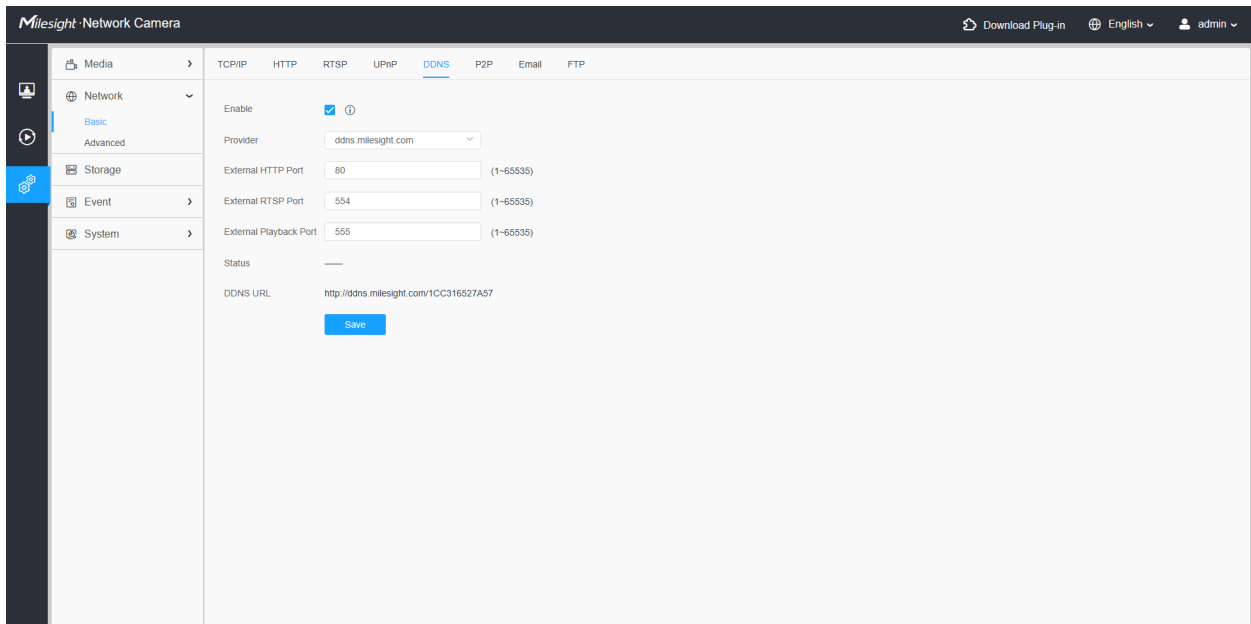 Milesight·Network Camera
Download Plug-in
English
admin
Media
Network
Basic
Advanced
Storage
Event
System
TCP/IP HTTP RTSP UPnP DDNS P2P Email FTP
Enable
Provider ddns.milesight.com
External HTTP Port 80 (1~65535)
External RTSP Port 554 (1~65535)
External Playback Port 555 (1~65535)
Status ——
DDNS URL http://ddns.milesight.com/1CC316527A57
Save